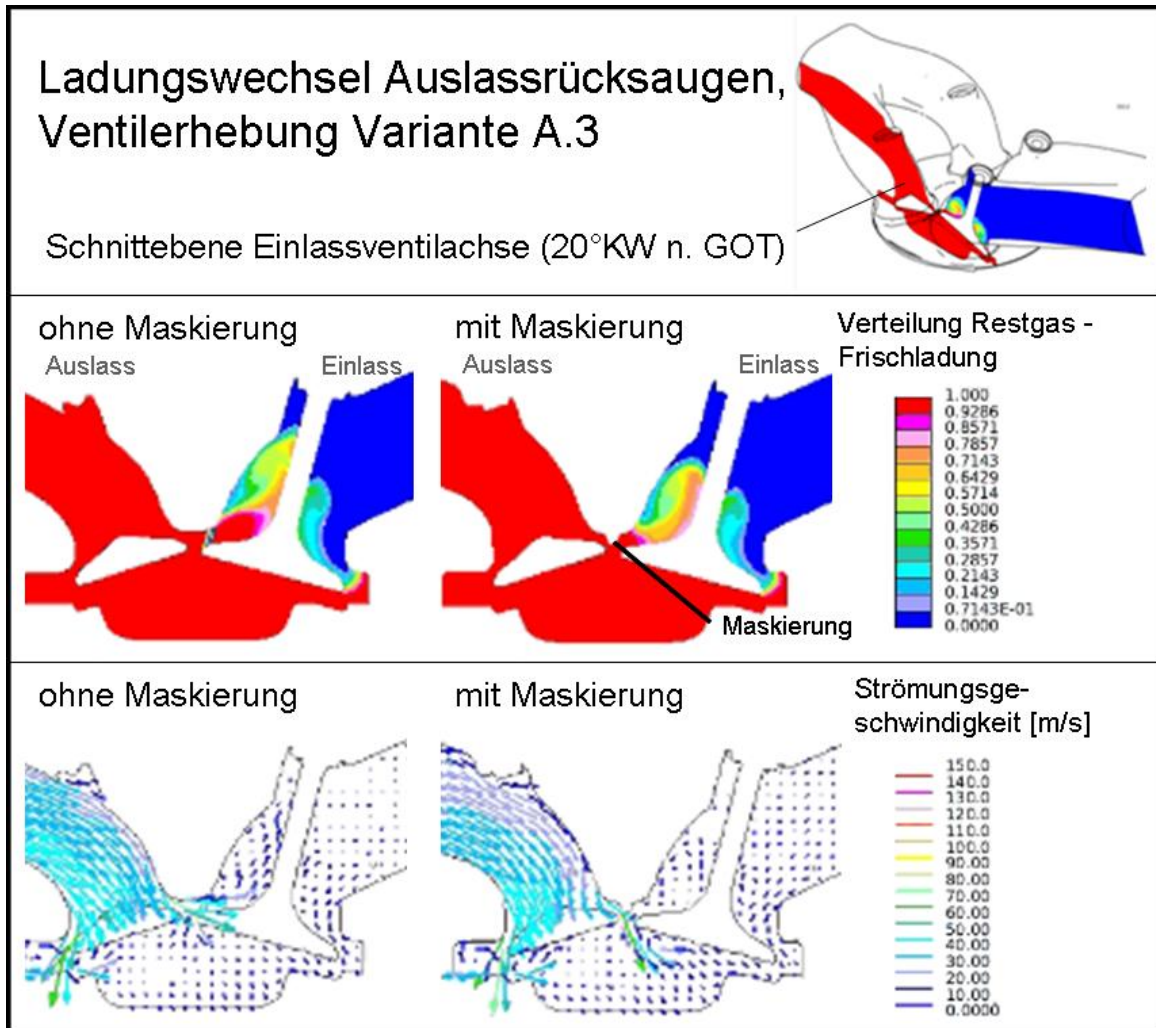 Ladungswechsel Auslassrücksaugen,
Ventilerhebung Variante A.3
Schnittebene Einlassventilachse (20°KW n. GOT)
ohne Maskierung
Auslass
Einlass
mit Maskierung
Auslass
Einlass
Maskierung
Verteilung Restgas -
Frischladung
1.000
0.9286
0.8571
0.7857
0.7143
0.6429
0.5714
0.5000
0.4286
0.3571
0.2857
0.2143
0.1429
0.7143E-01
0.0000
ohne Maskierung
mit Maskierung
Strömungsge-
schwindigkeit [m/s]
150.0
140.0
130.0
120.0
110.0
100.0
90.00
80.00
70.00
60.00
50.00
40.00
30.00
20.00
10.00
0.0000